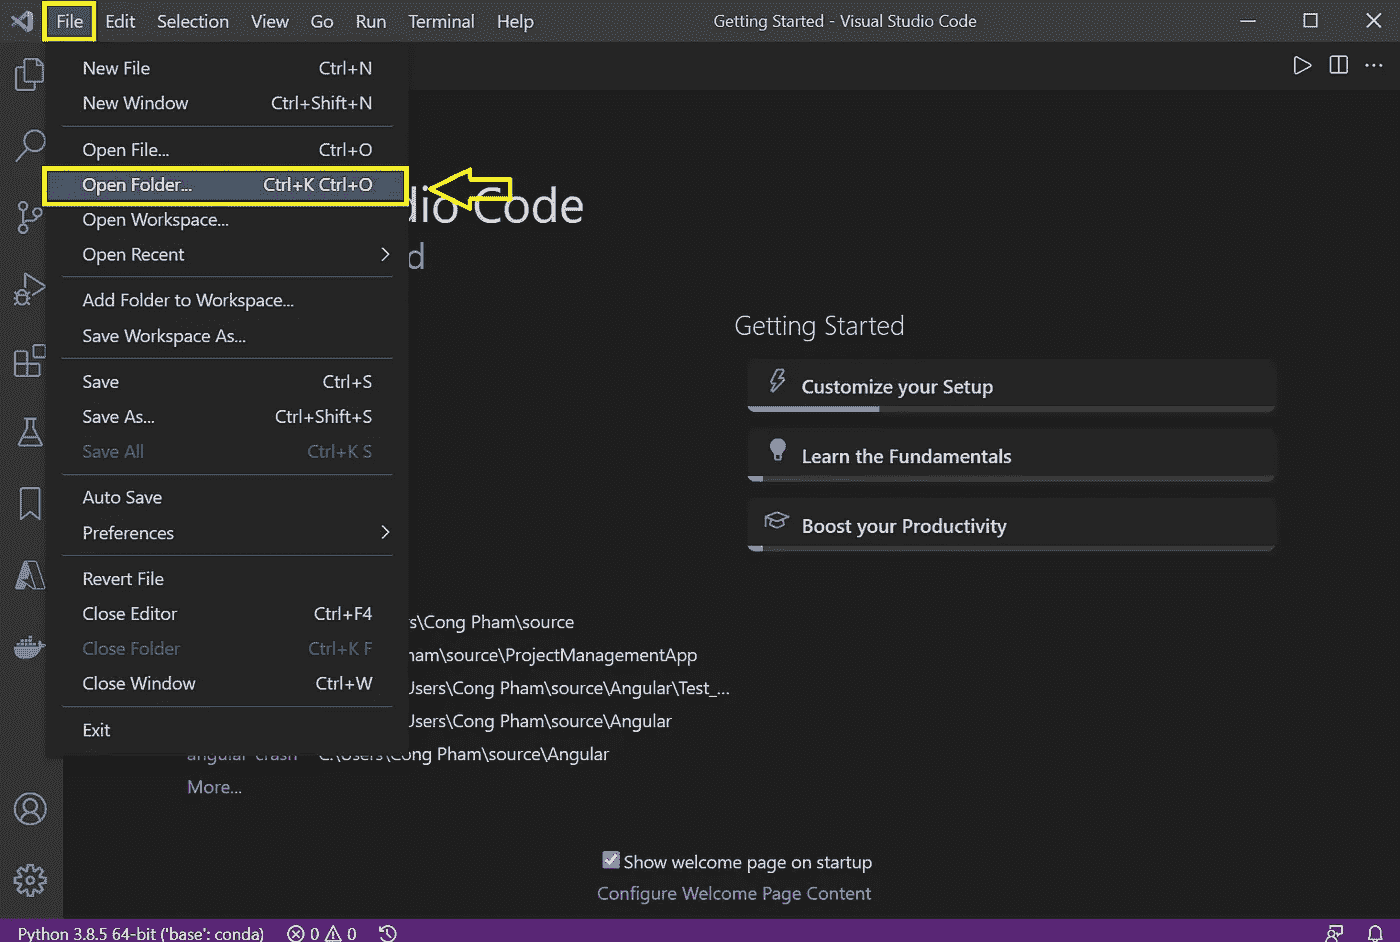 File Edit Selection View Go Run Terminal Help Getting Started - Visual Studio Code
New File Ctrl+N
New Window Ctrl+Shift+N
Open File... Ctrl+O
Open Folder... Ctrl+K Ctrl+O
Open Workspace...
Open Recent
Add Folder to Workspace...
Save Workspace As...
Save Ctrl+S
Save As... Ctrl+Shift+S
Save All Ctrl+K S
Auto Save
Preferences
Revert File
Close Editor Ctrl+F4
Close Folder Ctrl+K F
Close Window Ctrl+W
Exit
dio Code
d
Getting Started
Customize your Setup
Learn the Fundamentals
Boost your Productivity
s\Cong Pham\source
ham\source\ProjectManagementApp
Users\Cong Pham\source\Angular\Test_...
Users\Cong Pham\source\Angular
angular-crash C:\Users\Cong Pham\source\Angular
More...
Show welcome page on startup
Configure Welcome Page Content
Python 3.8.5 64-bit ('base': conda) 0 0